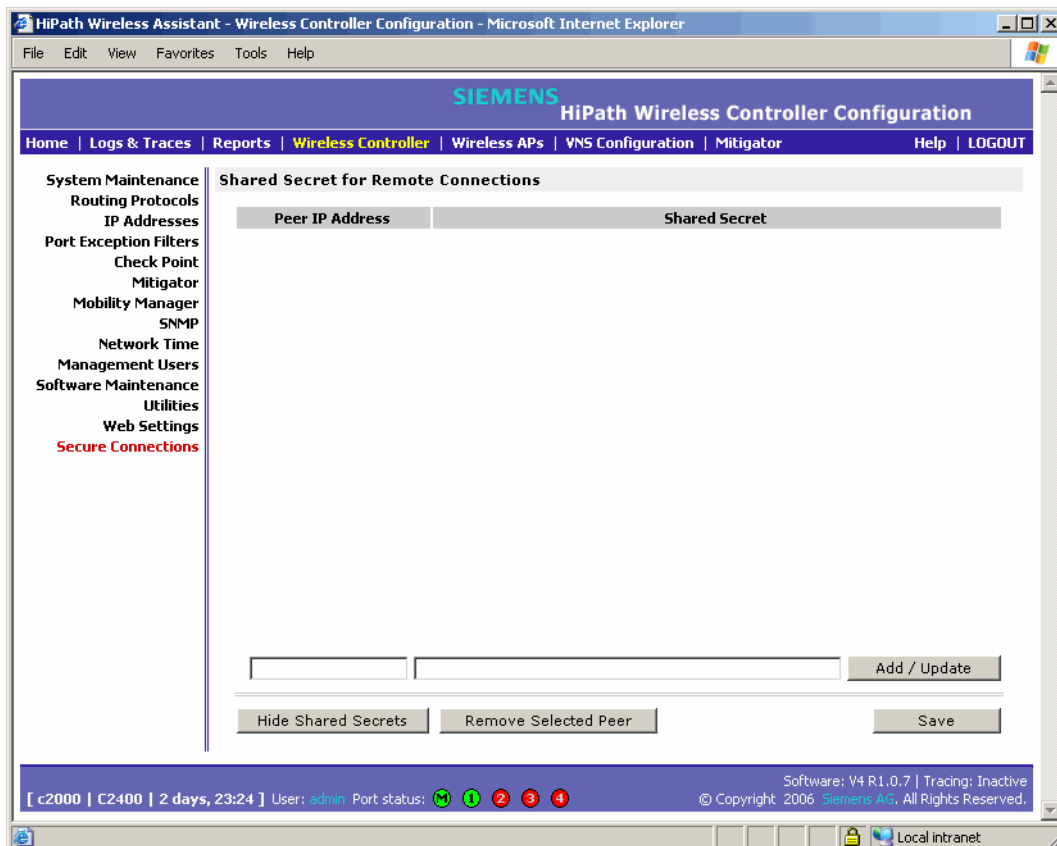 HiPath Wireless Assistant - Wireless Controller Configuration - Microsoft Internet Explorer
File Edit View Favorites Tools Help
SIEMENS
HiPath Wireless Controller Configuration
Home | Logs & Traces | Reports | Wireless Controller | Wireless APs | VNS Configuration | Mitigator Help | LOGOUT
System Maintenance
Routing Protocols
IP Addresses
Port Exception Filters
Check Point
Mitigator
Mobility Manager
SNMP
Network Time
Management Users
Software Maintenance
Utilities
Web Settings
Secure Connections
Shared Secret for Remote Connections
Peer IP Address Shared Secret
Add / Update
Hide Shared Secrets Remove Selected Peer Save
Software: V4 R1.0.7 | Tracing: Inactive
[ c2000 | C2400 | 2 days, 23:24 ] User: admin Port status: M 1 2 3 4 © Copyright 2006 Siemens AG. All Rights Reserved.
Local intranet